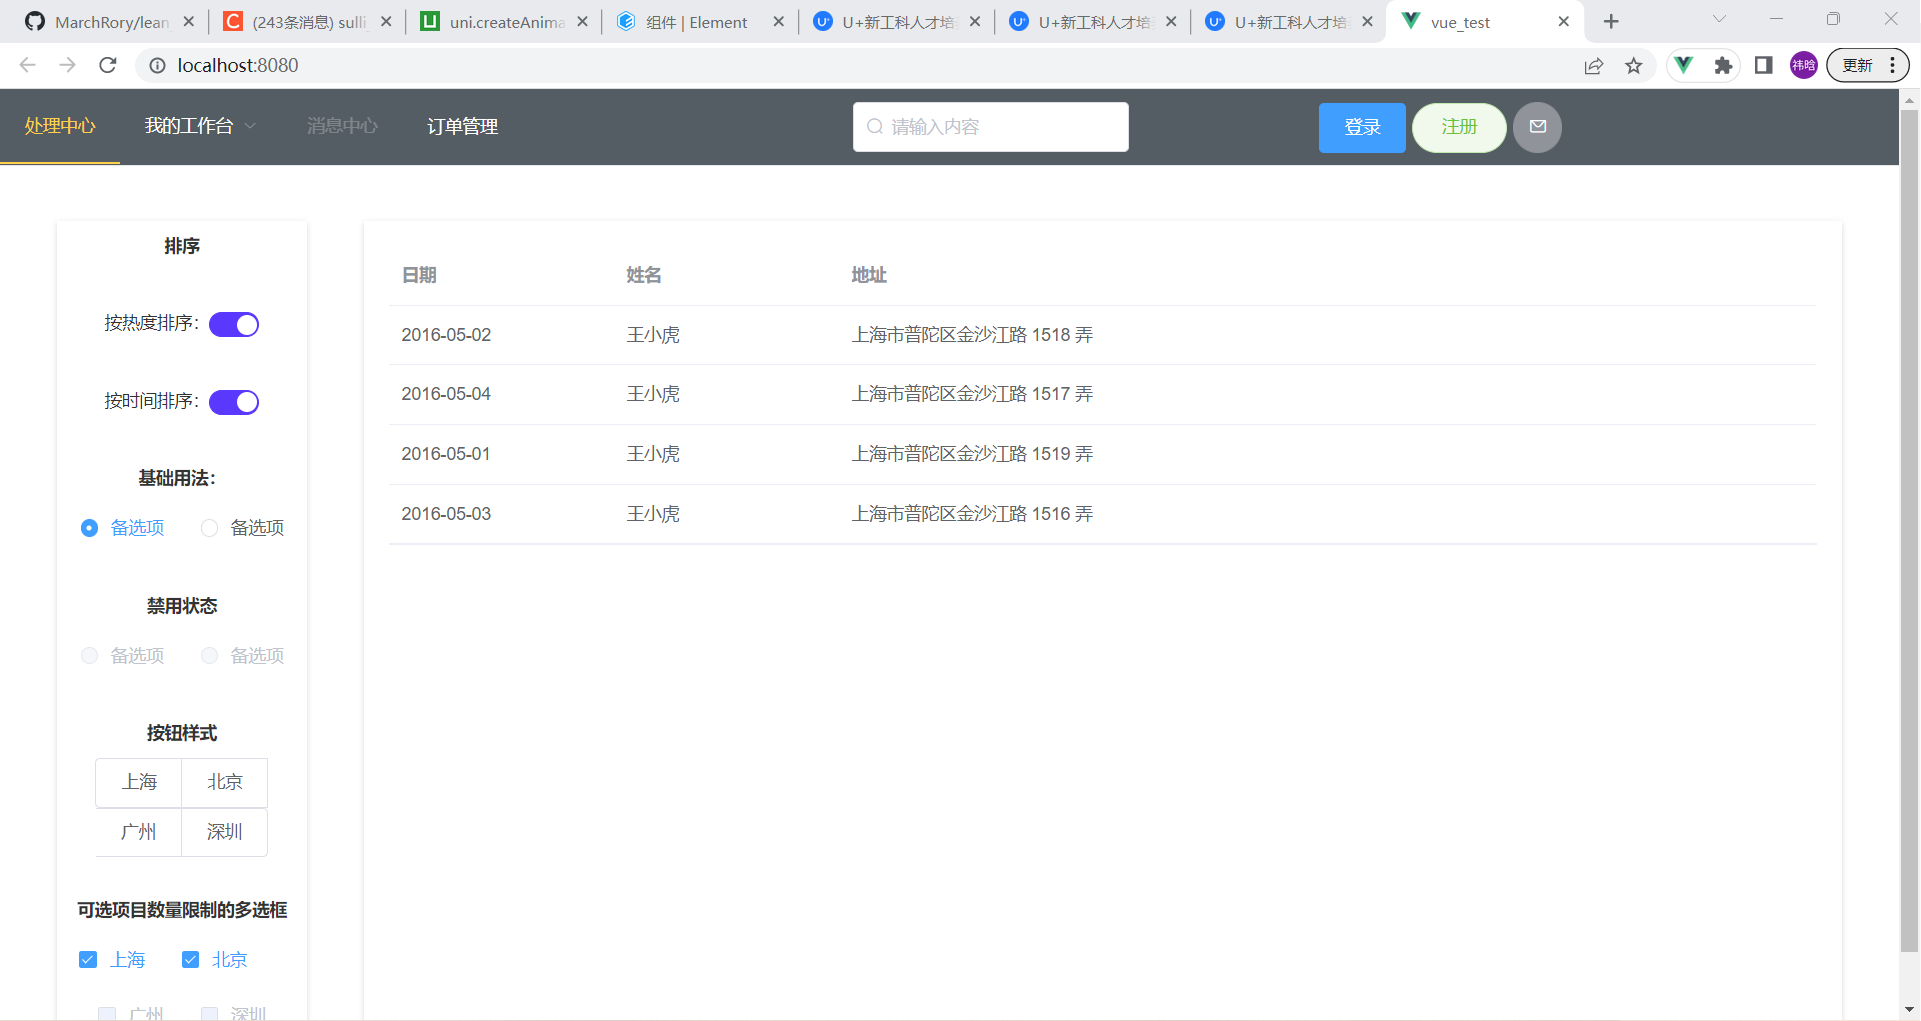 MarchRory/lean
(243条消息) sulli
uni.createAnima
组件 | Element
U+新工科人才培
U+新工科人才培
U+新工科人才培
vue_test
localhost:8080
祎晗
更新
处理中心
我的工作台
消息中心
订单管理
请输入内容
登录
注册
排序
按热度排序：
按时间排序：
基础用法：
备选项 备选项
禁用状态
备选项 备选项
按钮样式
上海 北京
广州 深圳
可选项目数量限制的多选框
上海 北京
广州 深圳
日期 姓名 地址
2016-05-02 王小虎 上海市普陀区金沙江路 1518 弄
2016-05-04 王小虎 上海市普陀区金沙江路 1517 弄
2016-05-01 王小虎 上海市普陀区金沙江路 1519 弄
2016-05-03 王小虎 上海市普陀区金沙江路 1516 弄